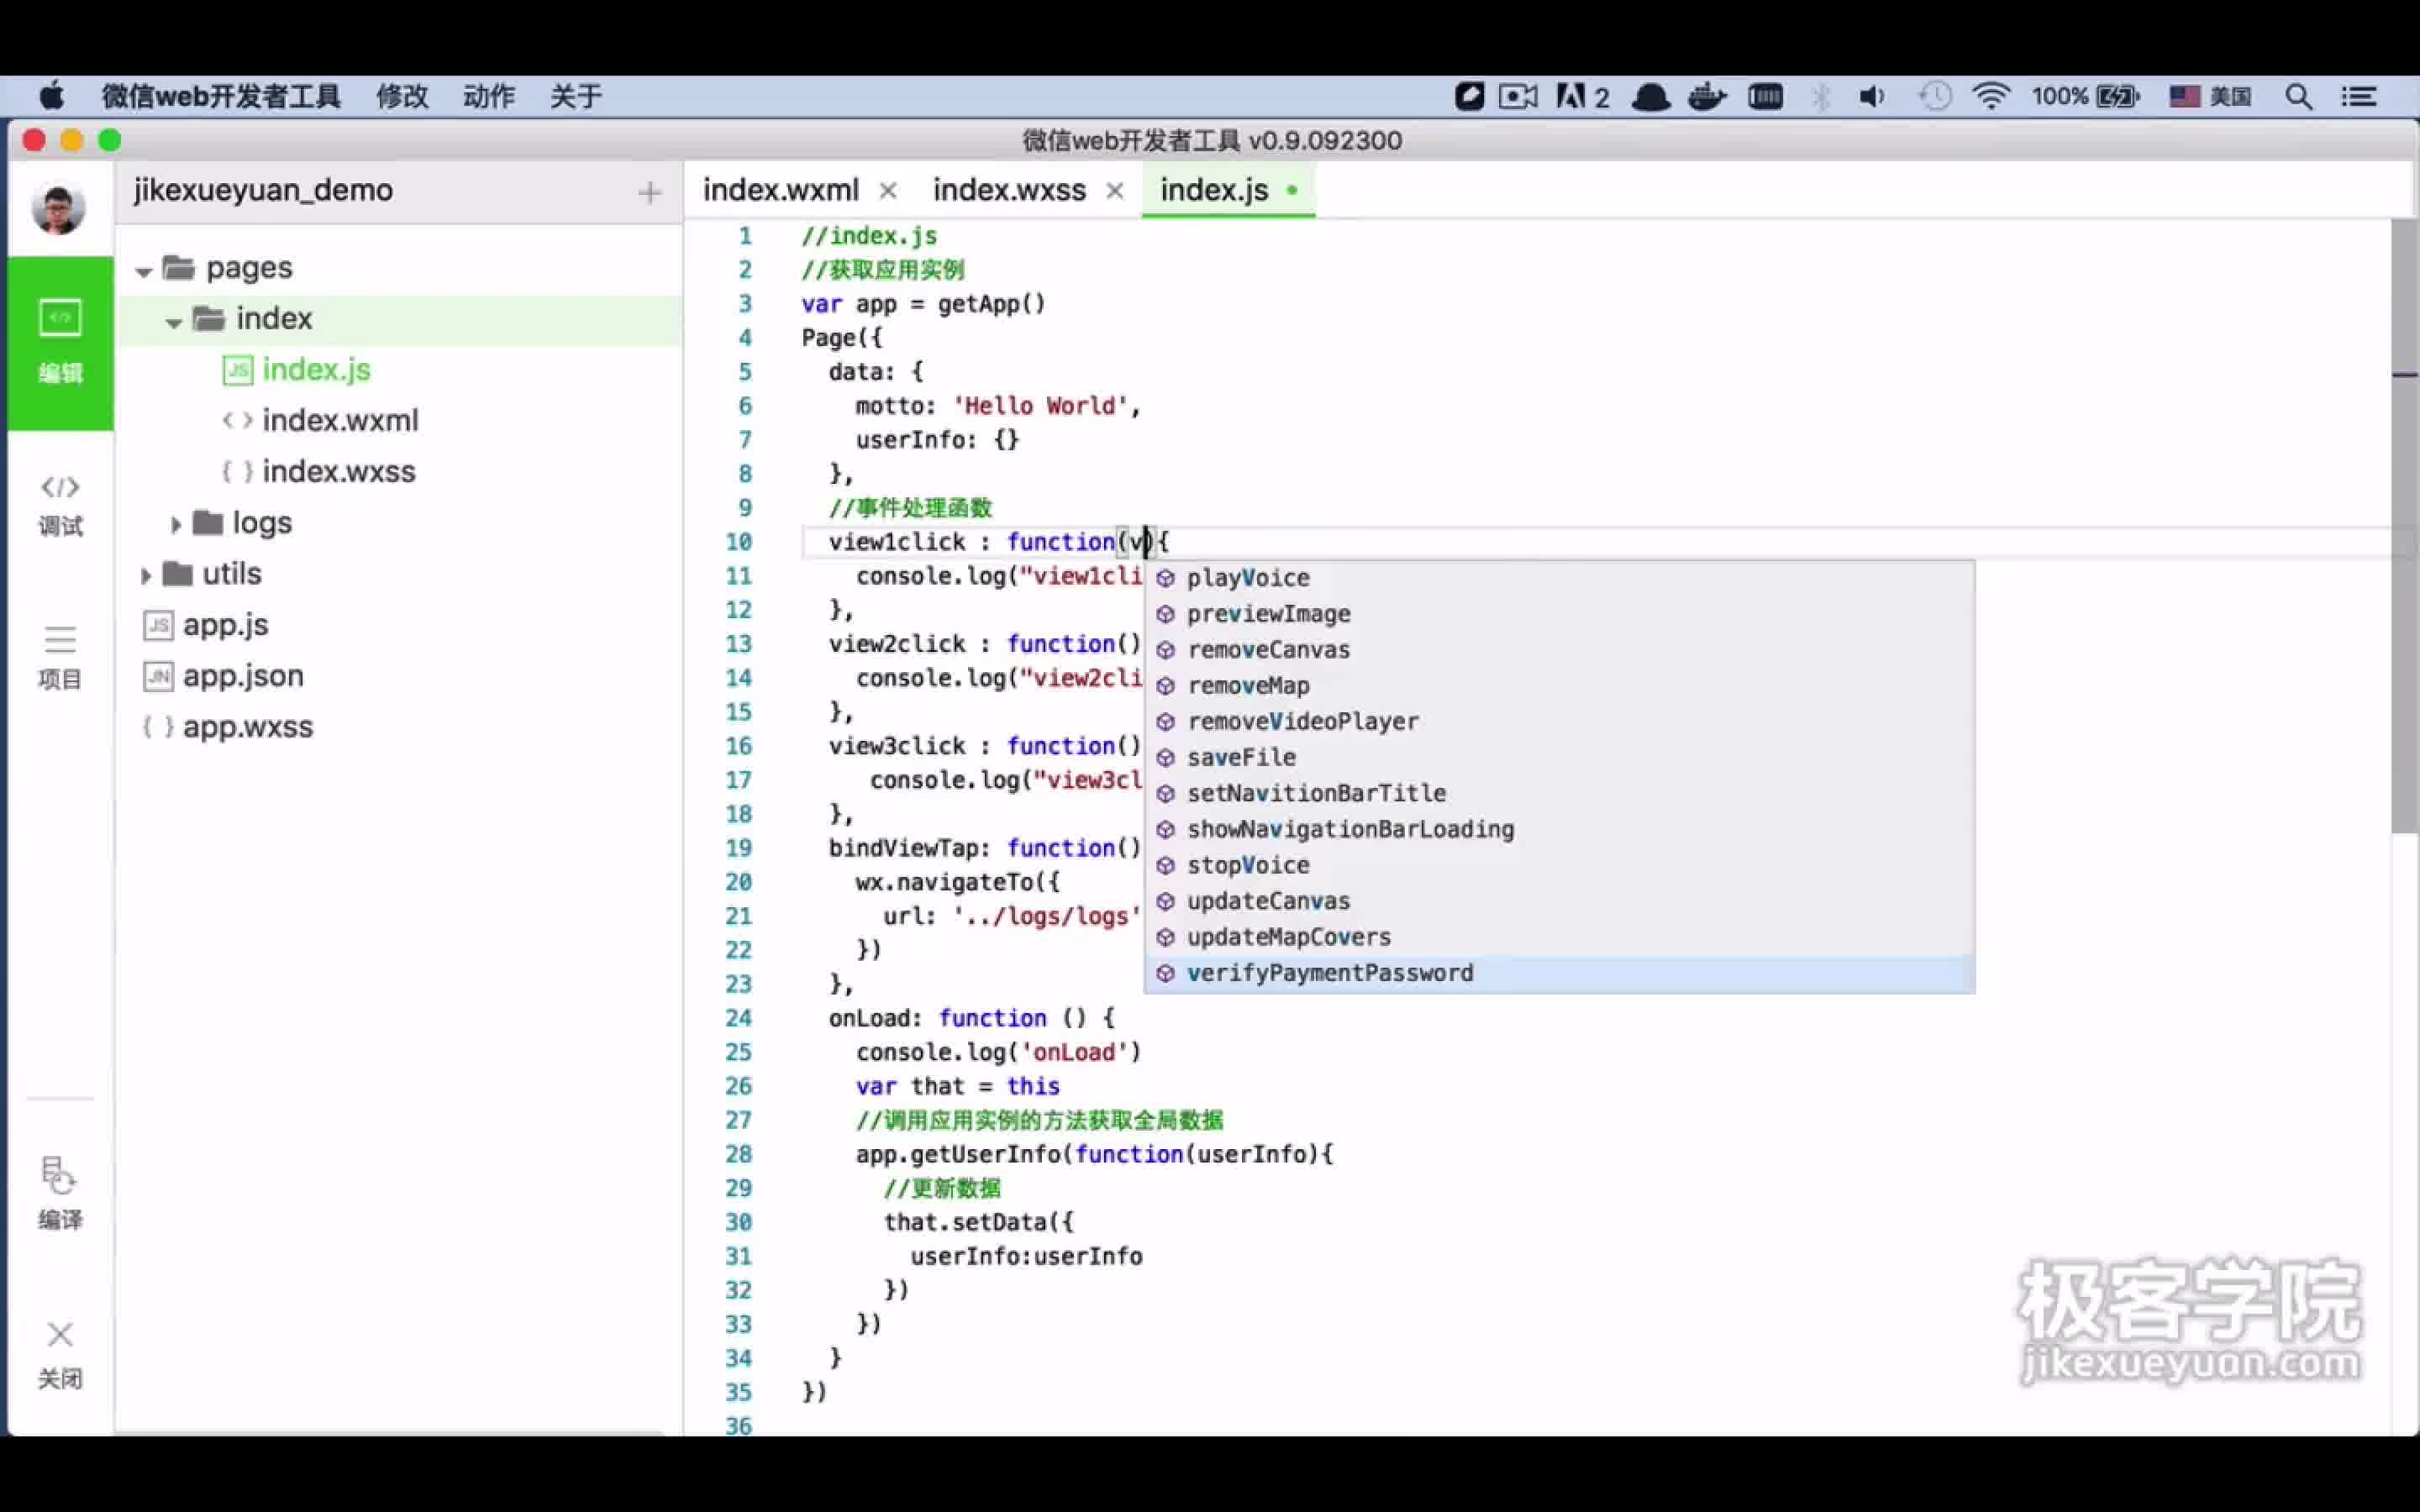 微信web开发者工具 修改 动作 关于 2 100% 美国
微信web开发者工具 v0.9.092300
jikexueyuan_demo + index.wxml × index.wxss × index.js
编辑
调试
项目
编译
关闭
pages
index
JS index.js
< > index.wxml
{ } index.wxss
logs
utils
JS app.js
JN app.json
{ } app.wxss
1 //index.js
2 //获取应用实例
3 var app = getApp()
4 Page({
5 data: {
6 motto: 'Hello World',
7 userInfo: {}
8 },
9 //事件处理函数
10 view1click : function(v){
11 console.log("view1cli
12 },
13 view2click : function()
14 console.log("view2cli
15 },
16 view3click : function()
17 console.log("view3cl
18 },
19 bindViewTap: function()
20 wx.navigateTo({
21 url: '../logs/logs'
22 })
23 },
24 onLoad: function () {
25 console.log('onLoad')
26 var that = this
27 //调用应用实例的方法获取全局数据
28 app.getUserInfo(function(userInfo){
29 //更新数据
30 that.setData({
31 userInfo:userInfo
32 })
33 })
34 }
35 })
36
playVoice
previewImage
removeCanvas
removeMap
removeVideoPlayer
saveFile
setNavitionBarTitle
showNavigationBarLoading
stopVoice
updateCanvas
updateMapCovers
verifyPaymentPassword
极客学院
jikexueyuan.com